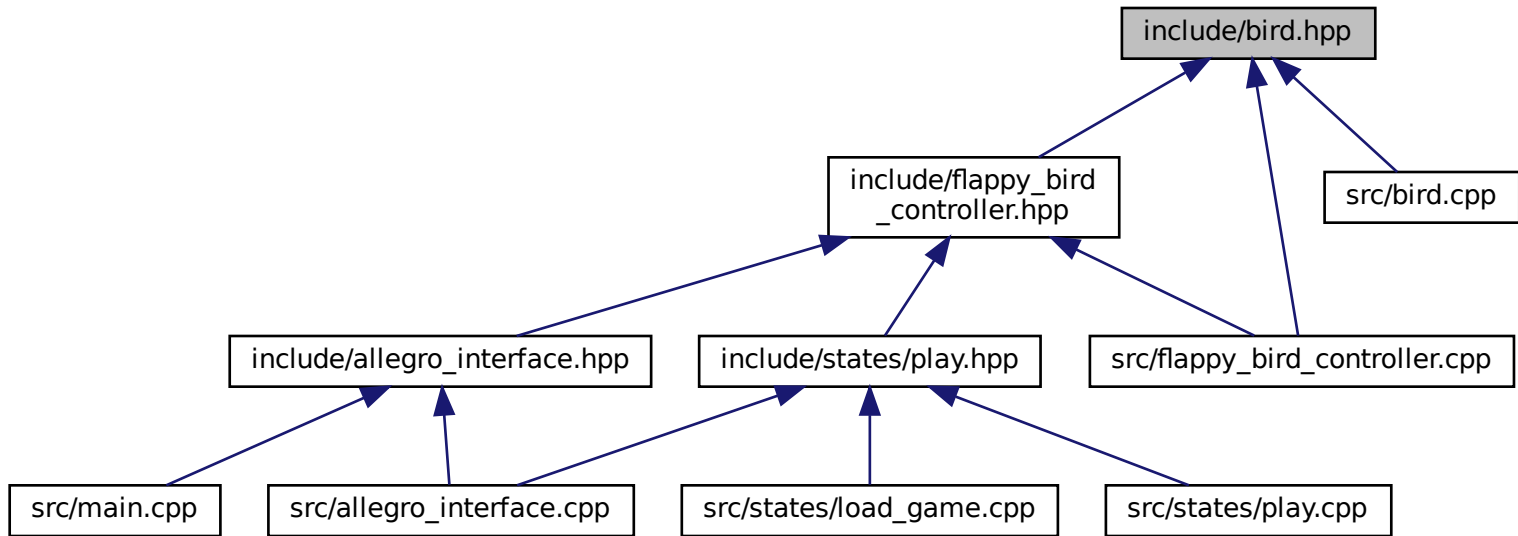 include/bird.hpp
include/flappy_bird
_controller.hpp
src/bird.cpp
include/allegro_interface.hpp
include/states/play.hpp
src/flappy_bird_controller.cpp
src/main.cpp
src/allegro_interface.cpp
src/states/load_game.cpp
src/states/play.cpp